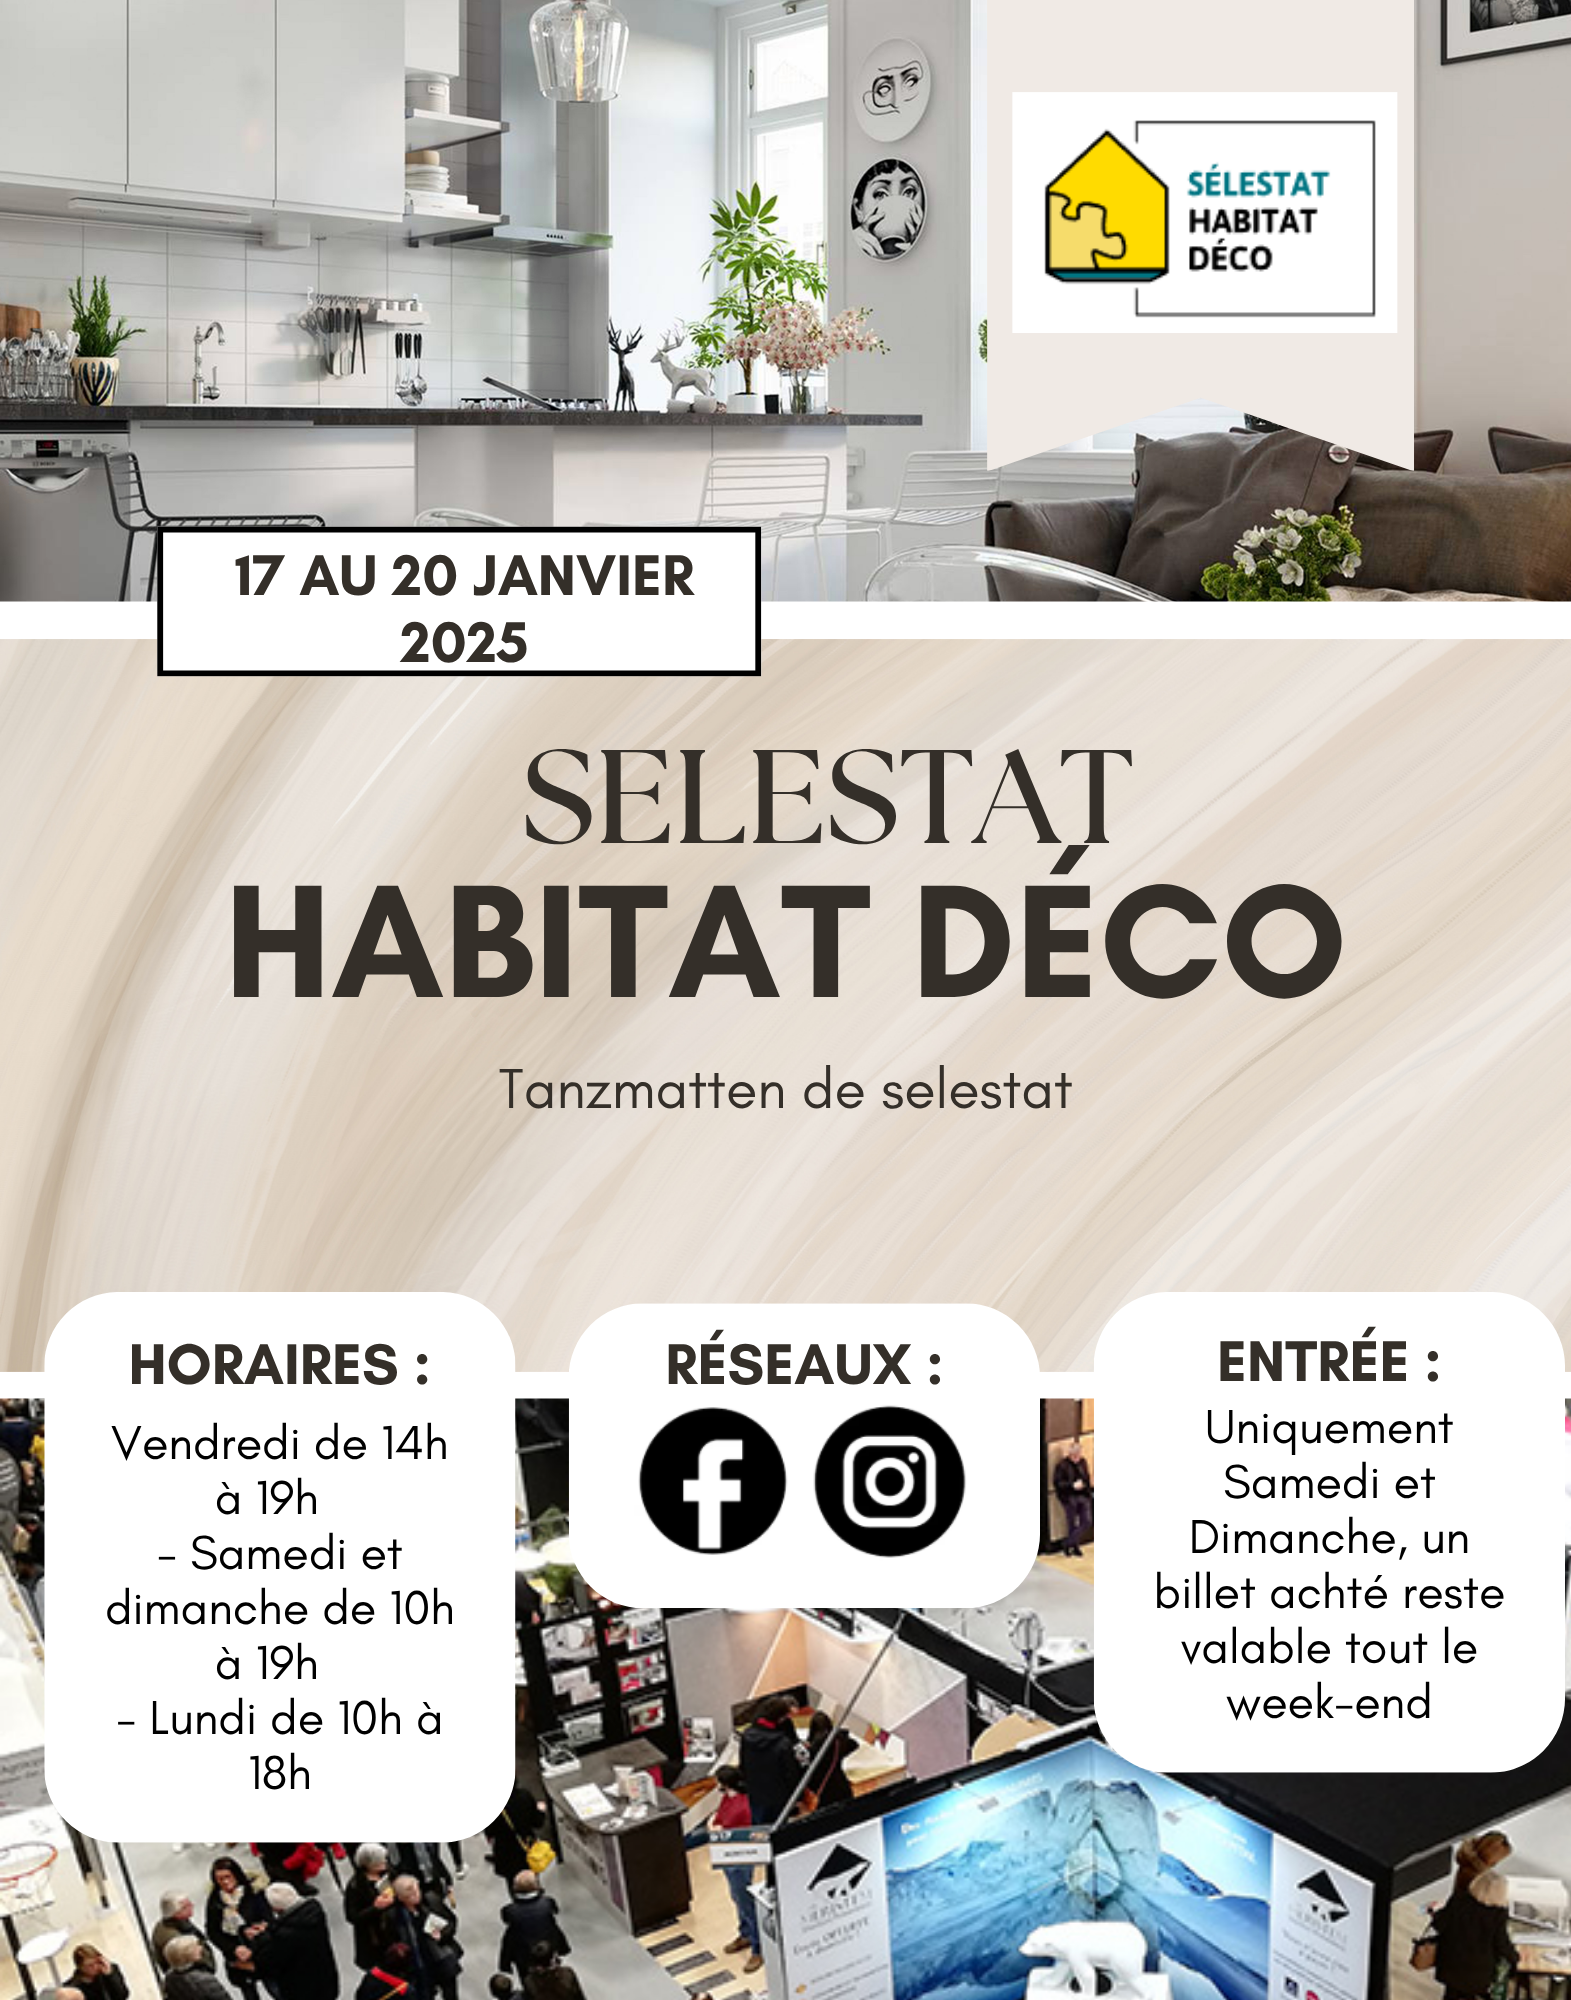 SÉLESTAT
HABITAT
DÉCO
17 AU 20 JANVIER
2025
SELESTAT
HABITAT DÉCO
Tanzmatten de selestat
HORAIRES :
Vendredi de 14h
à 19h
- Samedi et
dimanche de 10h
à 19h
- Lundi de 10h à
18h
RÉSEAUX :
ENTRÉE :
Uniquement
Samedi et
Dimanche, un
billet achté reste
valable tout le
week-end